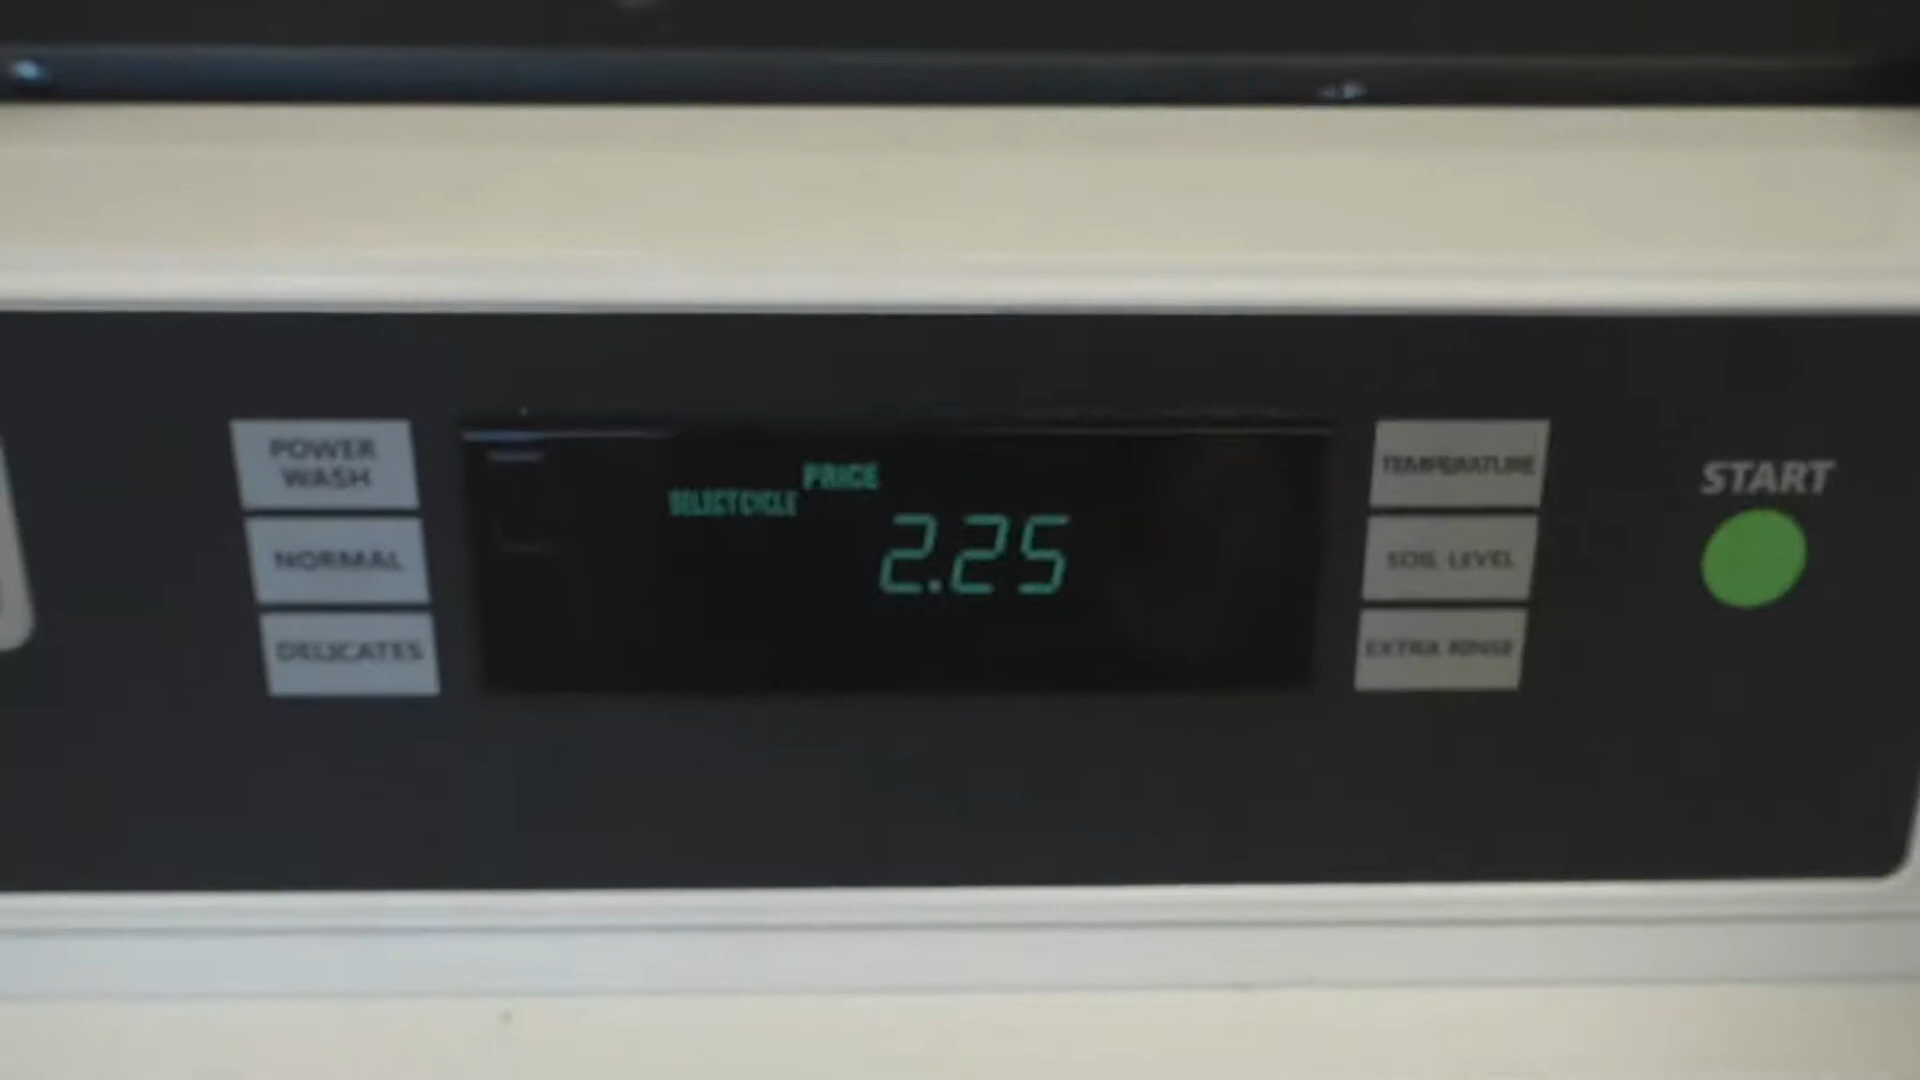 POWER
WASH
NORMAL
DELICATES
PRICE
SELECT CYCLE
2.25
TEMPERATURE
SOIL LEVEL
EXTRA RINSE
START